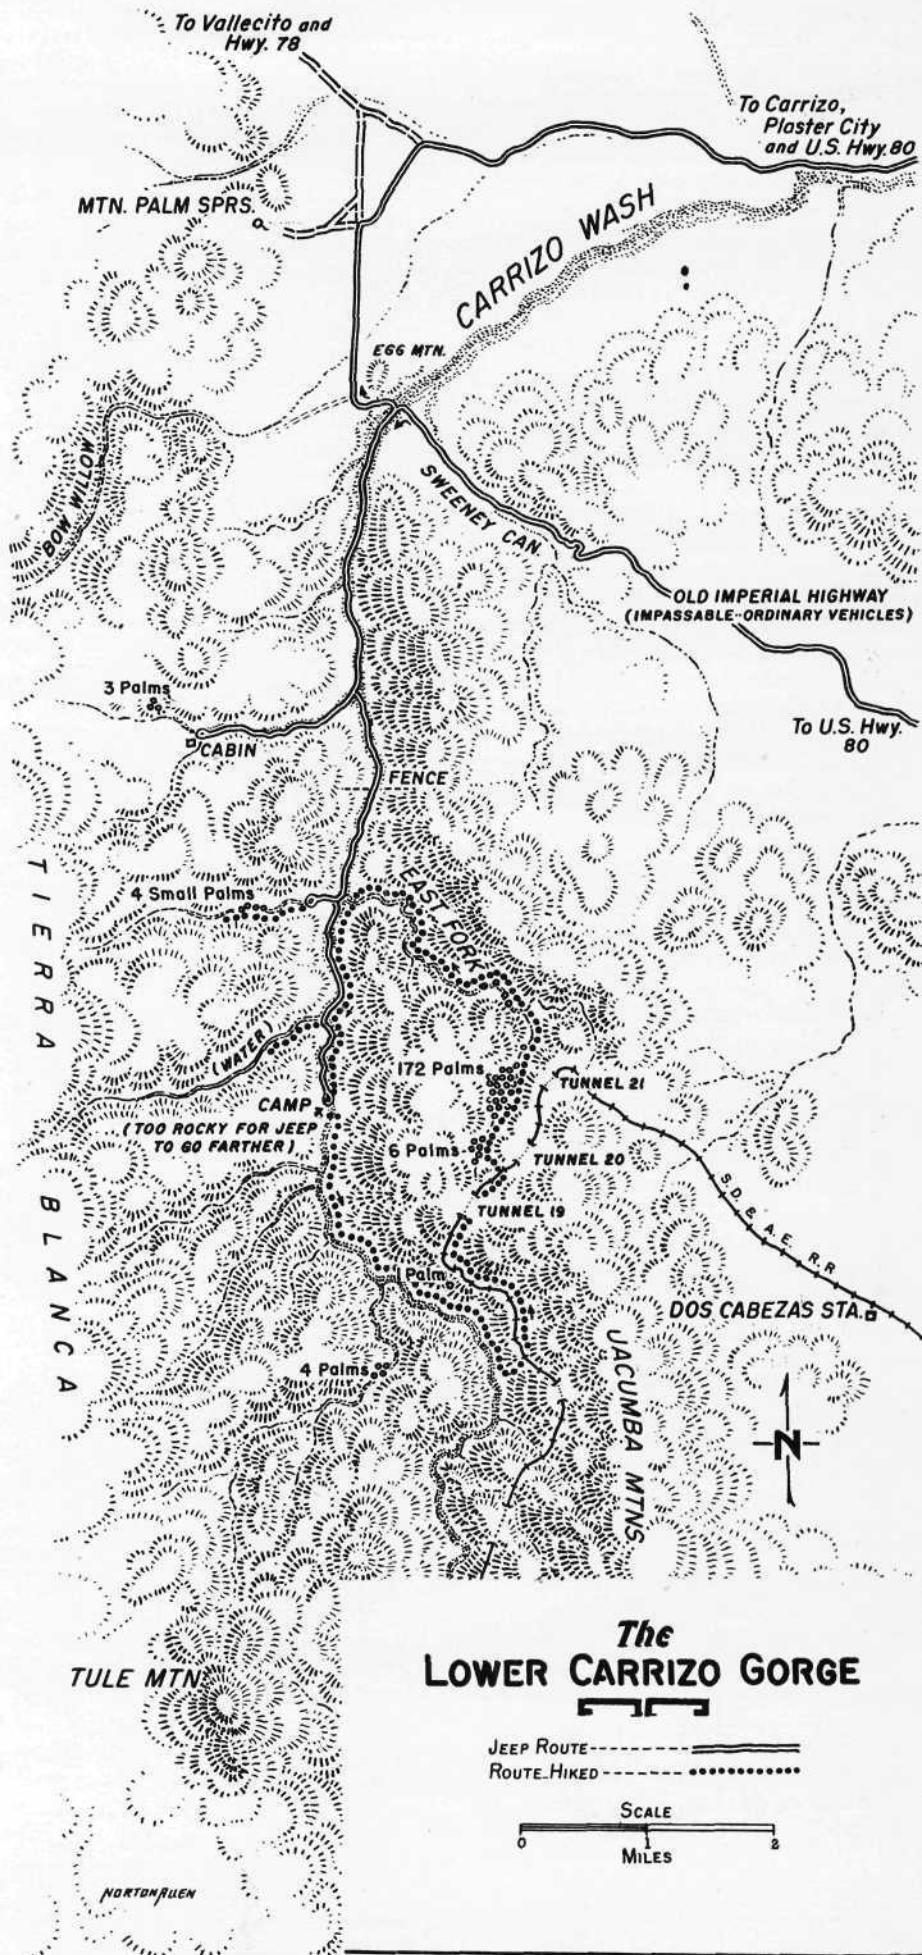 To Vallecito and
Hwy. 78
To Carrizo,
Plaster City
and U.S. Hwy. 80
MTN. PALM SPRS.
CARRIZO WASH
EGG MTN.
BOW WILLOW
SWEENEY CAN.
OLD IMPERIAL HIGHWAY
(IMPASSABLE--ORDINARY VEHICLES)
3 Palms
CABIN
To U.S. Hwy.
80
FENCE
TIERRA BLANCA
4 Small Palms
EAST FORK
(WATER)
172 Palms
TUNNEL 21
CAMP
(TOO ROCKY FOR JEEP
TO GO FARTHER)
6 Palms
TUNNEL 20
S.D. & A.E. R.R
TUNNEL 19
1 Palm
DOS CABEZAS STA.
4 Palms
JACUMBA MTNS
N
The
LOWER CARRIZO GORGE
TULE MTN
JEEP ROUTE
ROUTE HIKED
SCALE
0 1 2
MILES
NORTON ALLEN